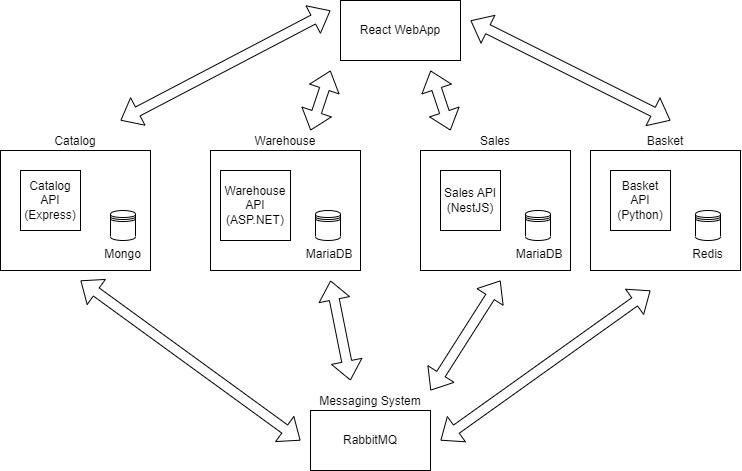 React WebApp
Catalog
Warehouse
Sales
Basket
Catalog
API
(Express)
Mongo
Warehouse
API
(ASP.NET)
MariaDB
Sales API
(NestJS)
MariaDB
Basket
API
(Python)
Redis
Messaging System
RabbitMQ